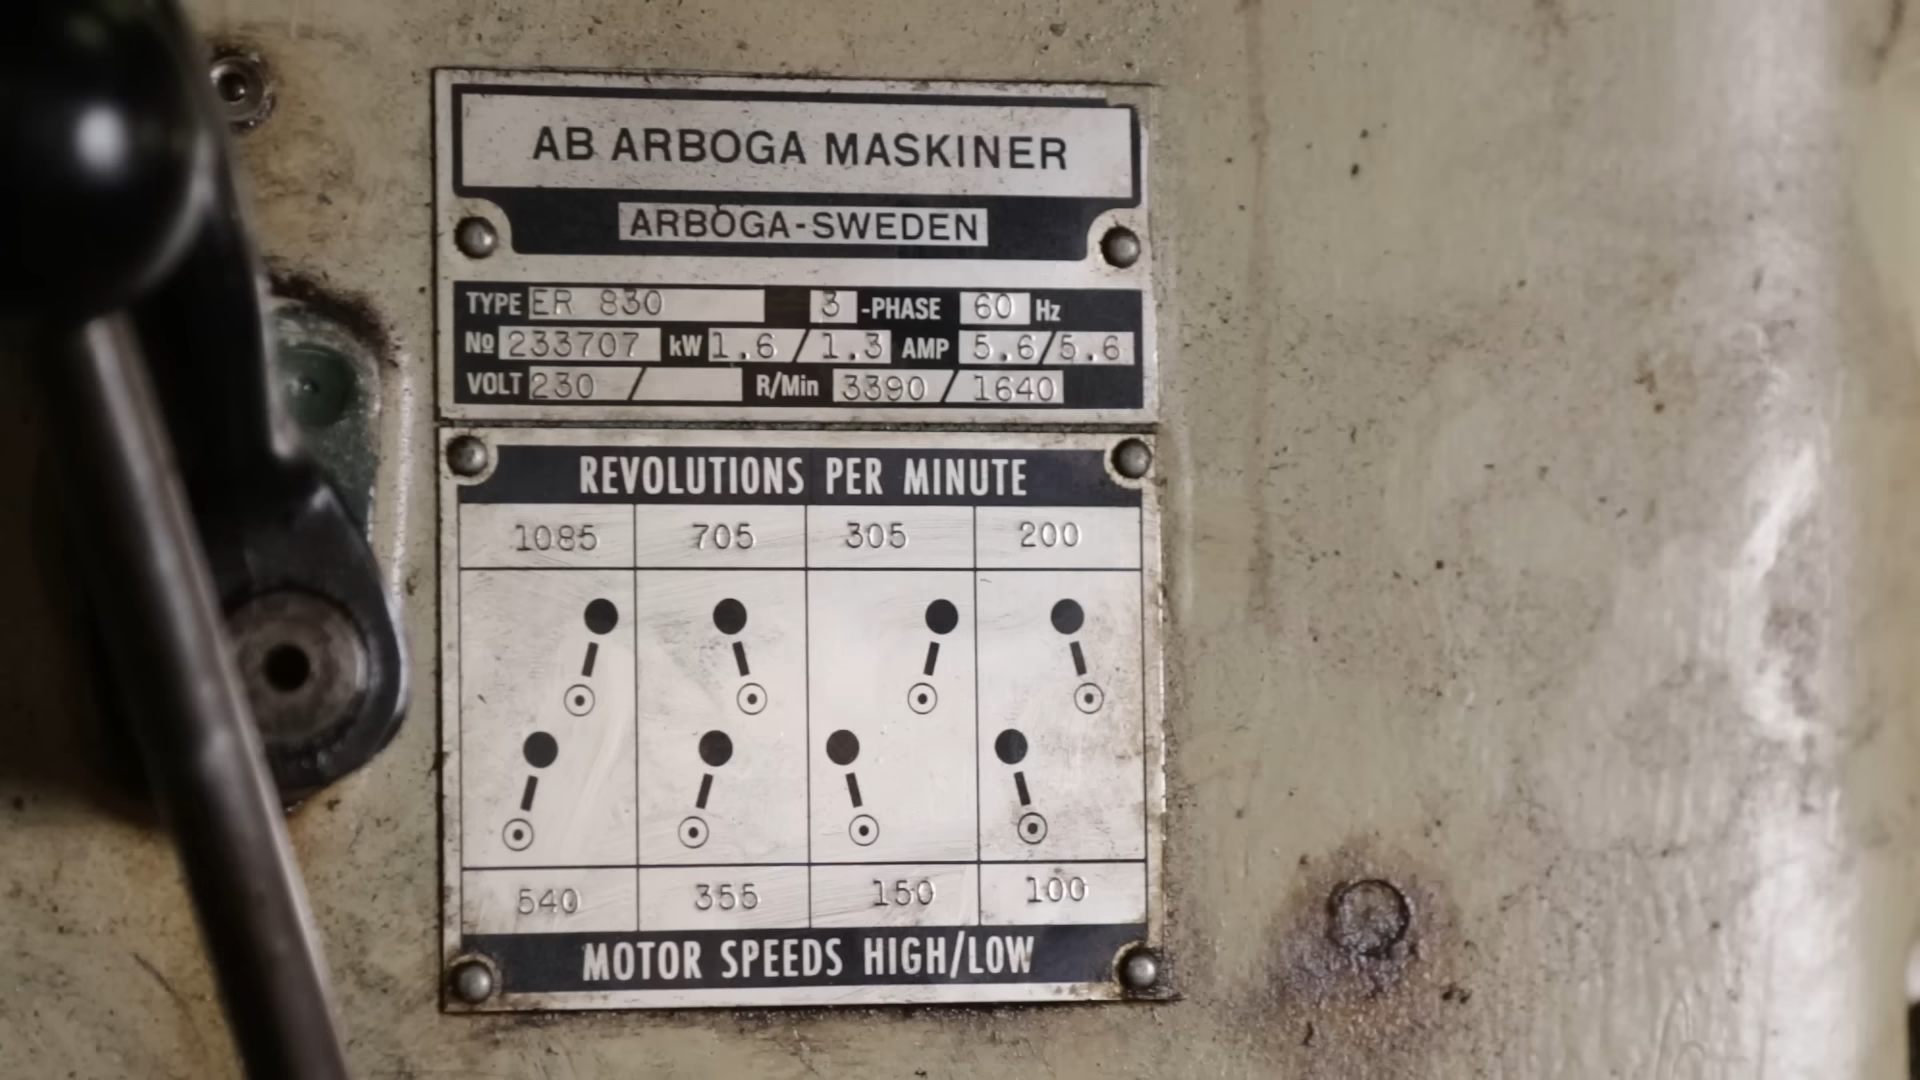 AB ARBOGA MASKINER
ARBOGA-SWEDEN
TYPE ER 830 3 -PHASE 60 Hz
No 233707 kW 1.6 / 1.3 AMP 5.6/5.6
VOLT 230 / R/Min 3390 / 1640
REVOLUTIONS PER MINUTE
1085 705 305 200
540 355 150 100
MOTOR SPEEDS HIGH/LOW